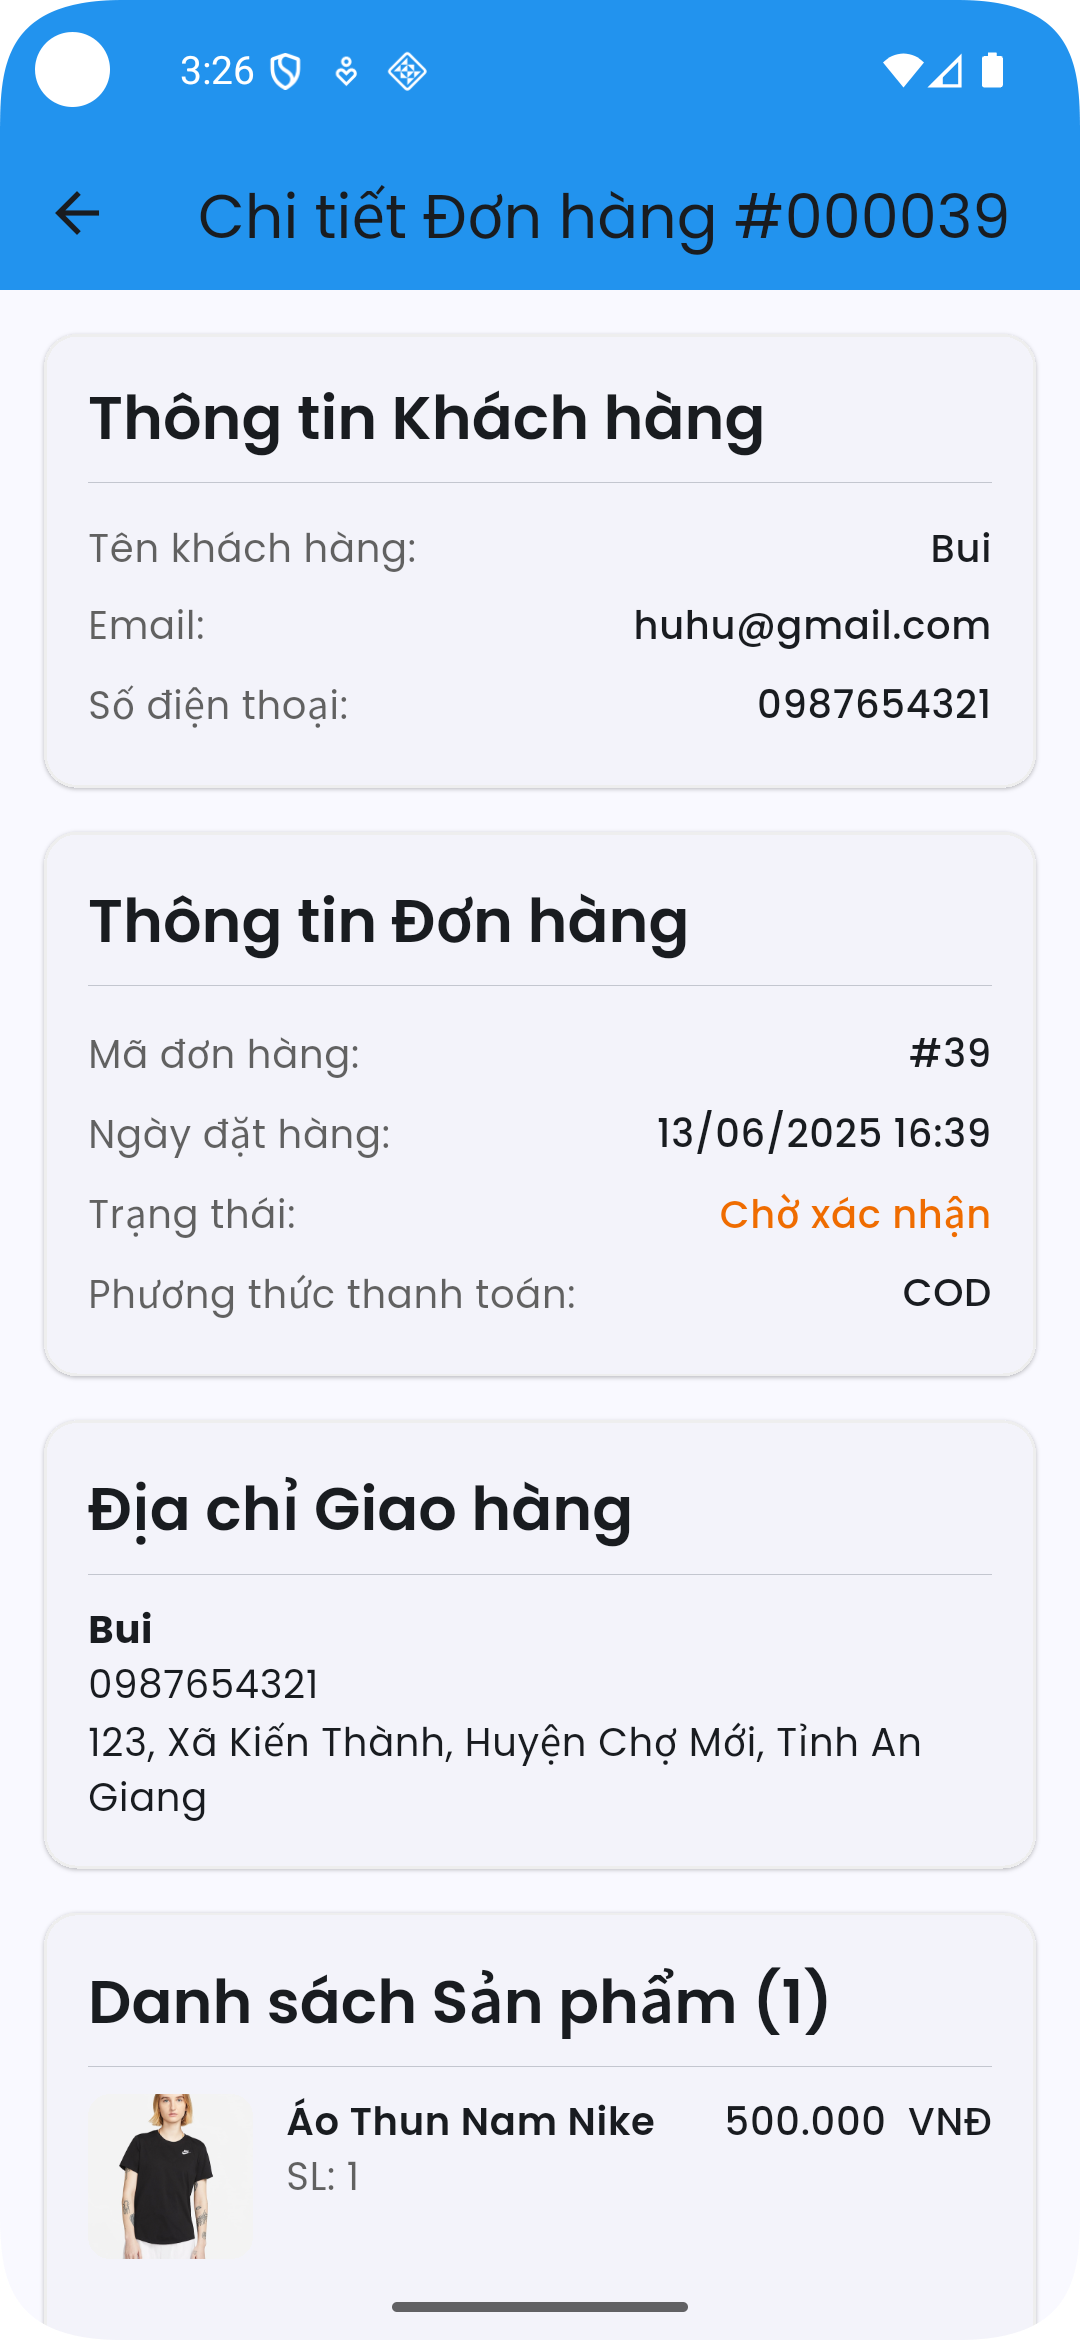 3:26
Chi tiết Đơn hàng #000039
Thông tin Khách hàng
Tên khách hàng: Bui
Email: huhu@gmail.com
Số điện thoại: 0987654321
Thông tin Đơn hàng
Mã đơn hàng: #39
Ngày đặt hàng: 13/06/2025 16:39
Trạng thái: Chờ xác nhận
Phương thức thanh toán: COD
Địa chỉ Giao hàng
Bui
0987654321
123, Xã Kiến Thành, Huyện Chợ Mới, Tỉnh An
Giang
Danh sách Sản phẩm (1)
Áo Thun Nam Nike 500.000 VNĐ
SL: 1